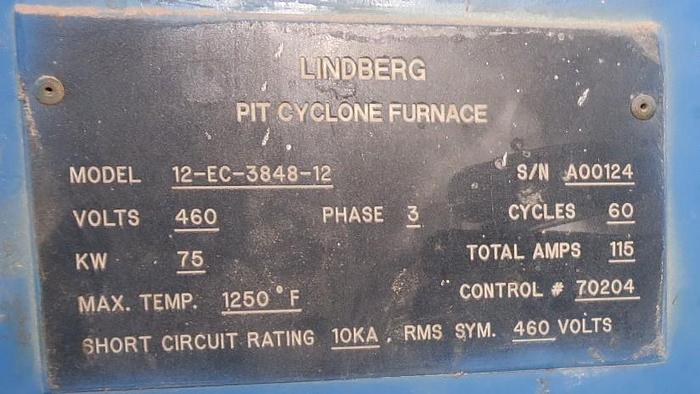 LINDBERG
PIT CYCLONE FURNACE
MODEL 12-EC-3848-12 S/N A00124
VOLTS 460 PHASE 3 CYCLES 60
KW 75 TOTAL AMPS 115
MAX. TEMP. 1250°F CONTROL # 70204
SHORT CIRCUIT RATING 10KA. RMS SYM. 460 VOLTS